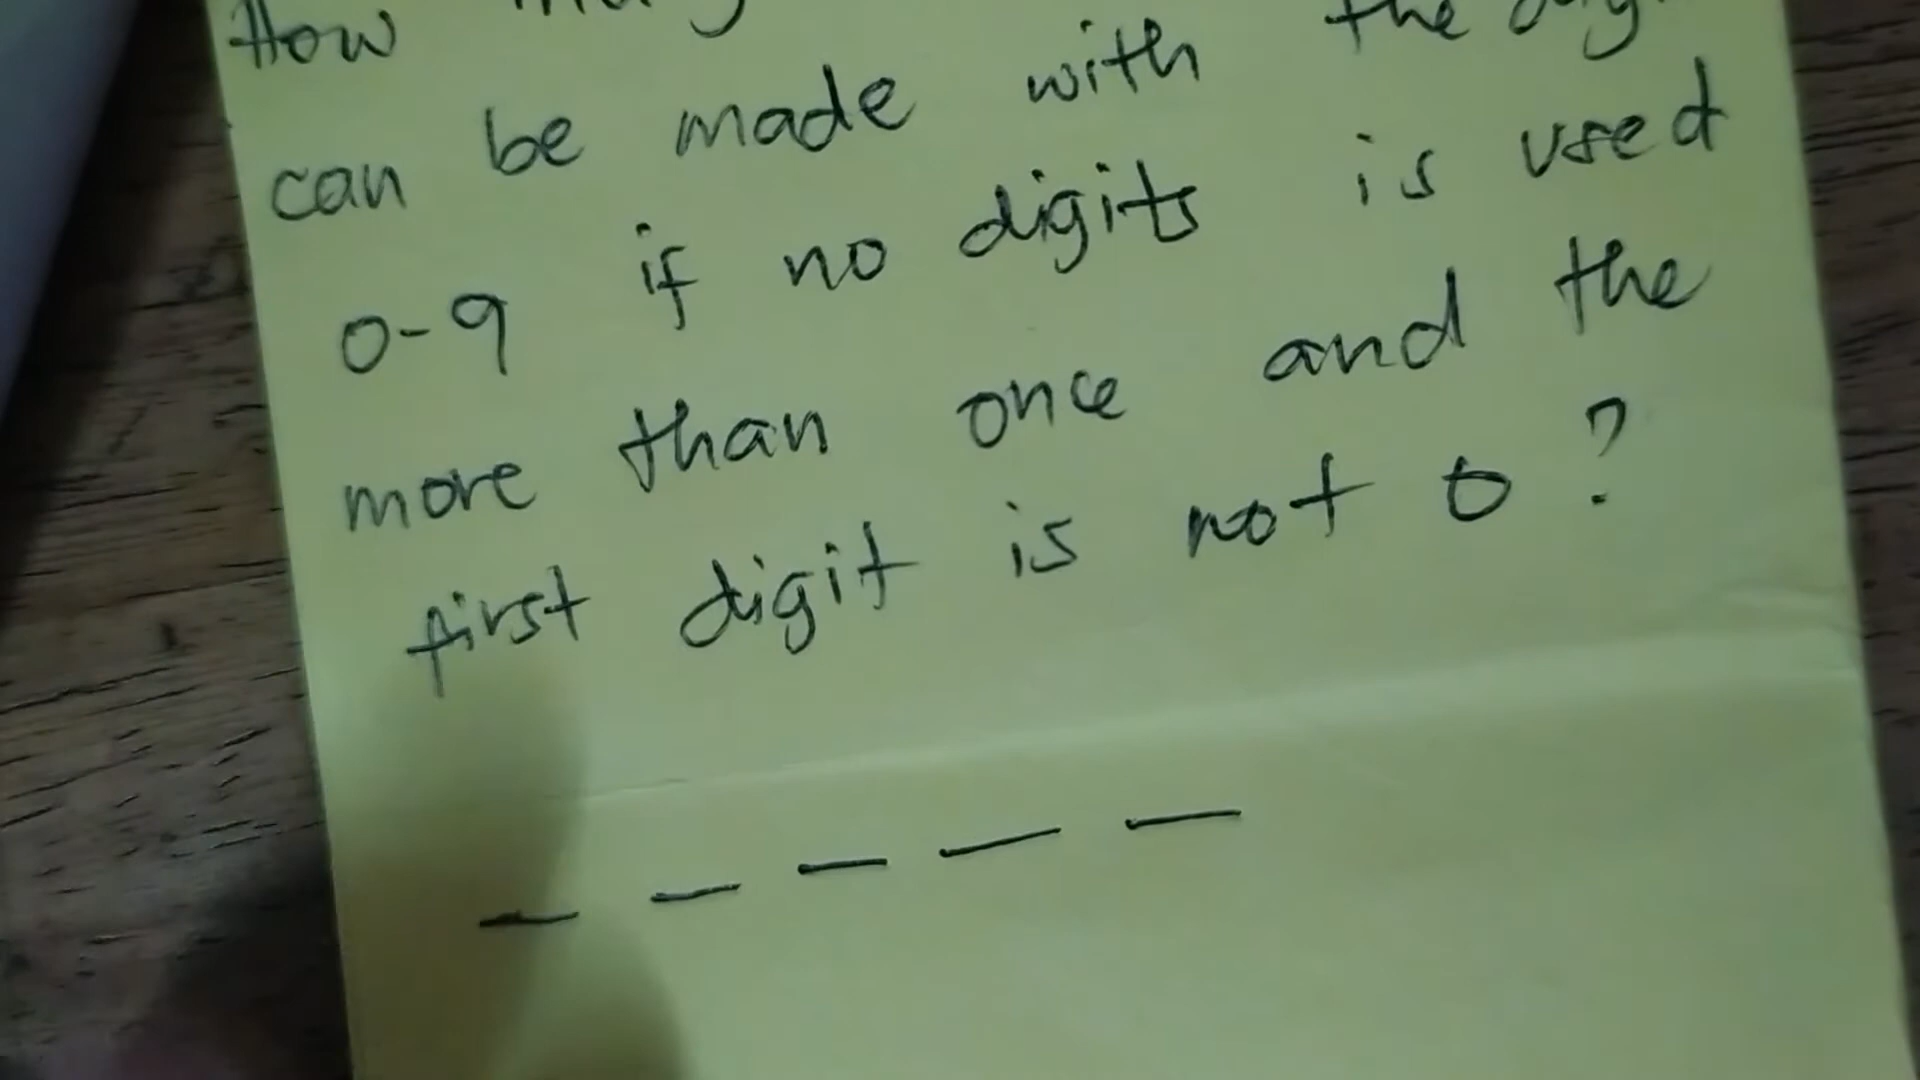 How
can be made with the
0-9 if no digits is used
more than once and the
first digit is not 0?